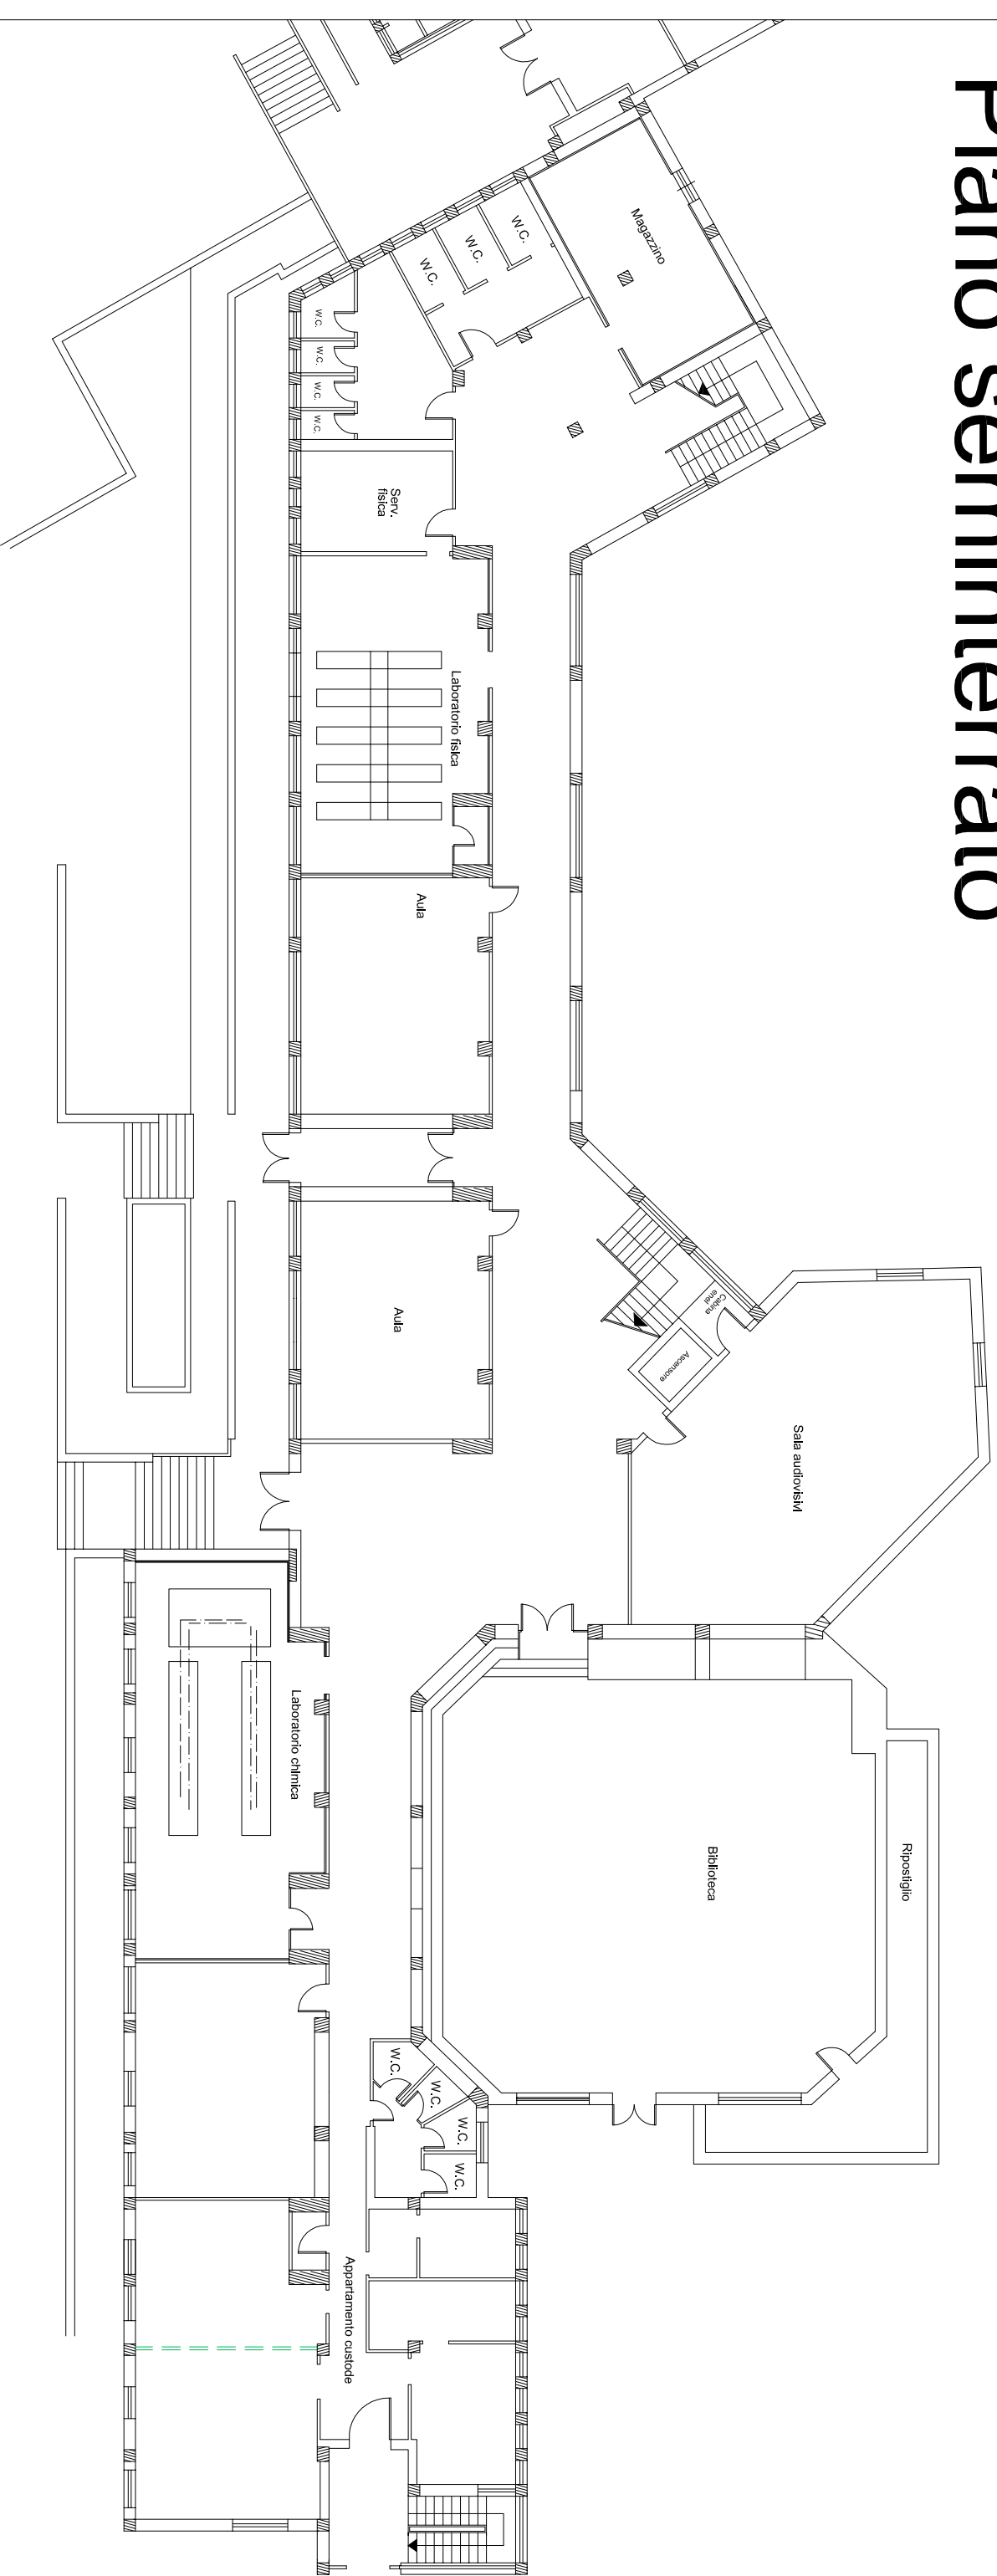 Piano seminterrato
Magazzino
W.C.
W.C.
W.C.
W.C.
W.C.
W.C.
W.C.
Serv.
fisica
Laboratorio fisica
Aula
Aula
Cabina
enel
Ascensore
Sala audiovisivi
Laboratorio chimica
Biblioteca
Ripostiglio
W.C.
W.C.
W.C.
W.C.
Appartamento custode